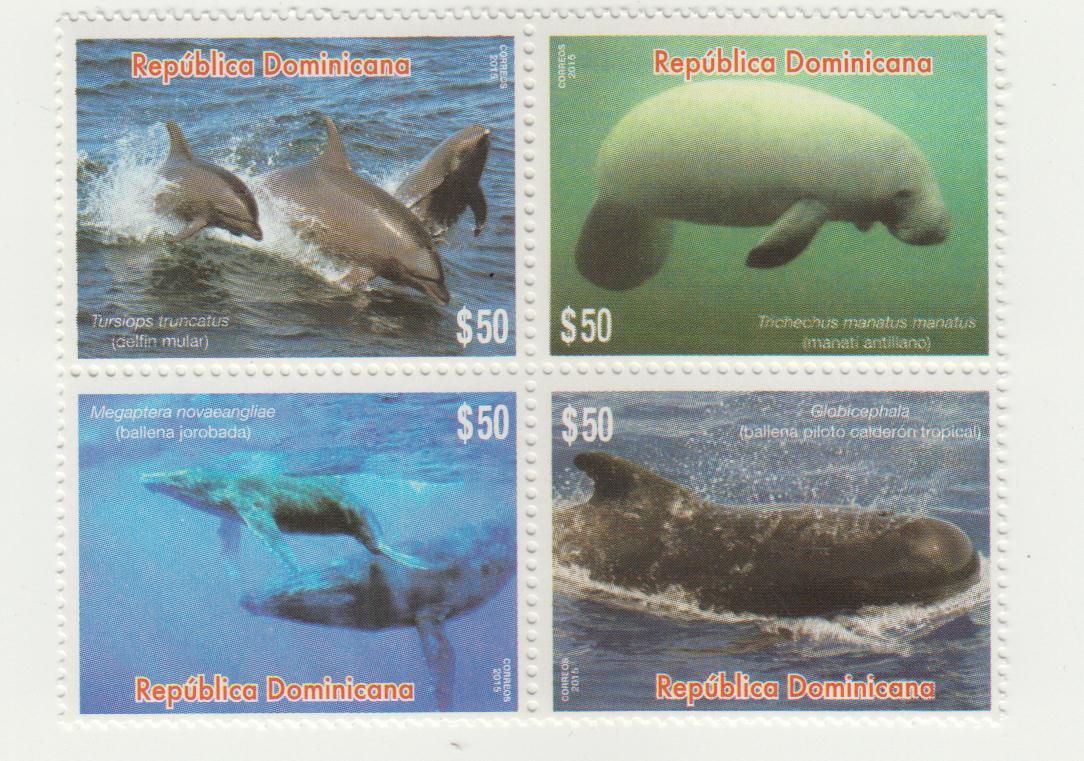 República Dominicana
CORREOS
2015
Tursiops truncatus
(delfín mular)
$50
República Dominicana
CORREOS
2015
$50
Trichechus manatus manatus
(manatí antillano)
Megaptera novaeangliae
(ballena jorobada)
$50
República Dominicana
CORREOS
2015
$50
Globicephala
(ballena piloto calderón tropical)
CORREOS
2015
República Dominicana